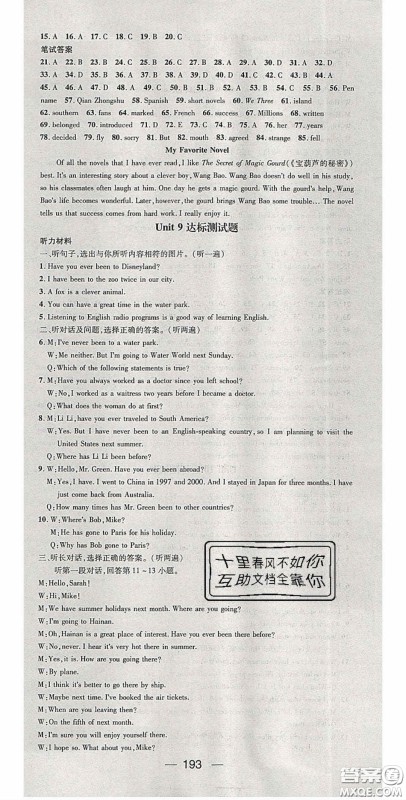 15. A 16. A 17. C 18. B 19. B 20. C
笔试答案
21. A 22. B 23. D 24. C 25. A 26. C 27. D 28. A 29. B 30. A 31. A 32. D
33. A 34. D 35. A 36. B 37. C 38. A 39. B 40. A 41. C 42. C 43. D 44. C
45. A 46. A 47. B 48. A 49. D 50. A 51. A 52. B 53. C 54. D 55. B 56. Pen
name 57. Qian Zhongshu 58. Spanish 59. short novels 60. We Three 61. island
62. southern 63. fans 64. marked 65. French 66. success 67. introduce 68. written
69. belonged 70. introduced 71. those 72. fiction 73. towards 74. A 75. her 77. years
78. decided 79. fly 80. sorry 81. But 82. mouth 83. agreed 84. shoulder 85. fell
My Favorite Novel
Of all the novels that I have ever read, I like The Secret of Magic Gourd(《宝葫芦的秘密》)
best. It's an interesting story about a clever boy, Wang Bao. Wang Bao doesn't do well in his study,
so his classmates often laugh at him. One day he gets a magic gourd. With the gourd's help, Wang
Bao's life becomes wonderful. Later, however, the gourd brings Wang Bao some trouble. The novel
tells us that success comes from hard work. I really enjoy it.
Unit 9 达标测试题
听力材料
一、听句子,选出与你所听内容相符的图片。(听一遍)
1. Have you ever been to Disneyland?
2. I have been to the zoo twice in our city.
3. A fox is a clever animal.
4. You can have a great time in the water park.
5. Listening to English radio programs is a good way of learning English.
二、听对话及问题,选择正确的答案。(听两遍)
6. M:I've never been to a water park.
W:Neither have I. I'm going to Water World next Sunday.
Q:Which of the following statements is true?
7. M:Have you always worked as a doctor since you left school?
W:No, I worked as a waitress two years before I became a doctor.
Q:What does the woman do at first?
8. M:Li Li, have you ever traveled to South America?
W:Yes. But I have never been to an English-speaking country, so I am planning to visit the
United States next summer.
Q:Where has Li Li been before?
9. W:Hello, Mr. Green. Have you ever been abroad?
M:Yes, I have. I went to China in 1997 and 2000. I stayed in Japan for three months. I have
just come back from Australia.
Q:How many times has Mr. Green been to other countries?
10. W:Where's Bob, Mike?
M:He has gone to Paris for his holiday.
Q:Why has Bob gone to Paris?
三、听长对话,选择正确的答案。(听两遍)
听第一段对话,回答第11~13小题。
M:Hello, Sarah!
W:Hi, Mike!
M:We have summer holidays next month. Where are you going?
W:I'm going to Hainan.
M:Oh, Hainan is a great place of interest. Have you ever been there before?
W:No, never. I hear it's very hot there in summer.
M:Yes, it is. How are you going there?
W:By plane.
M:I hope to go there some day.
W:Maybe next time. I've booked the air tickets.
M:When are you leaving then?
W:On the fifth of next month.
M:I'm sure you will enjoy yourself there.
W:I hope so. What about you, Mike?
193
十里春风不如你
互助文档全靠你
答案圈
MXQE.COM